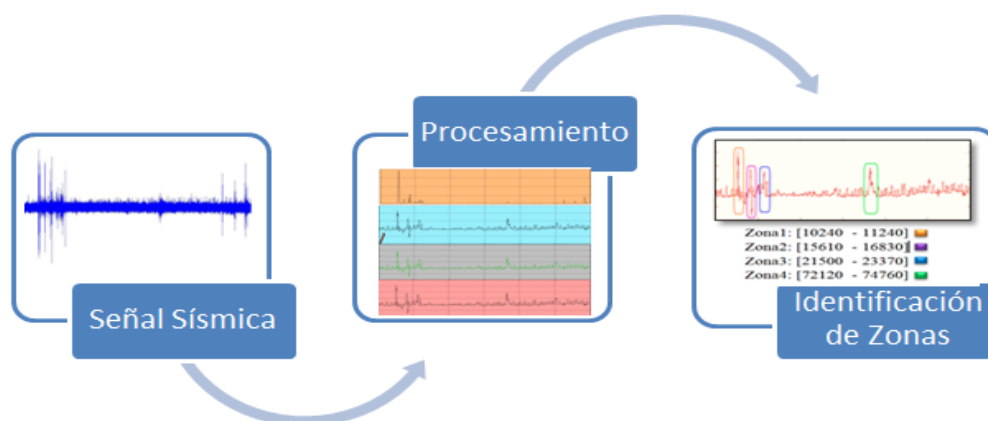 Señal Sísmica
Procesamiento
Zona1: [10240 - 11240]
Zona2: [15610 - 16830]
Zona3: [21500 - 23370]
Zona4: [72120 - 74760]
Identificación
de Zonas